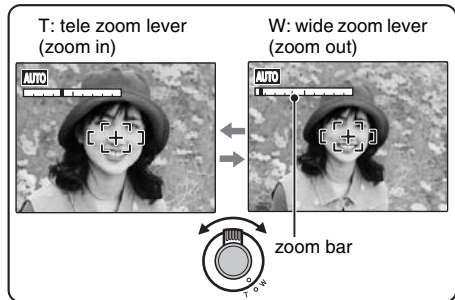 T: tele zoom lever
(zoom in)
W: wide zoom lever
(zoom out)
AUTO
AUTO
zoom bar
T
W